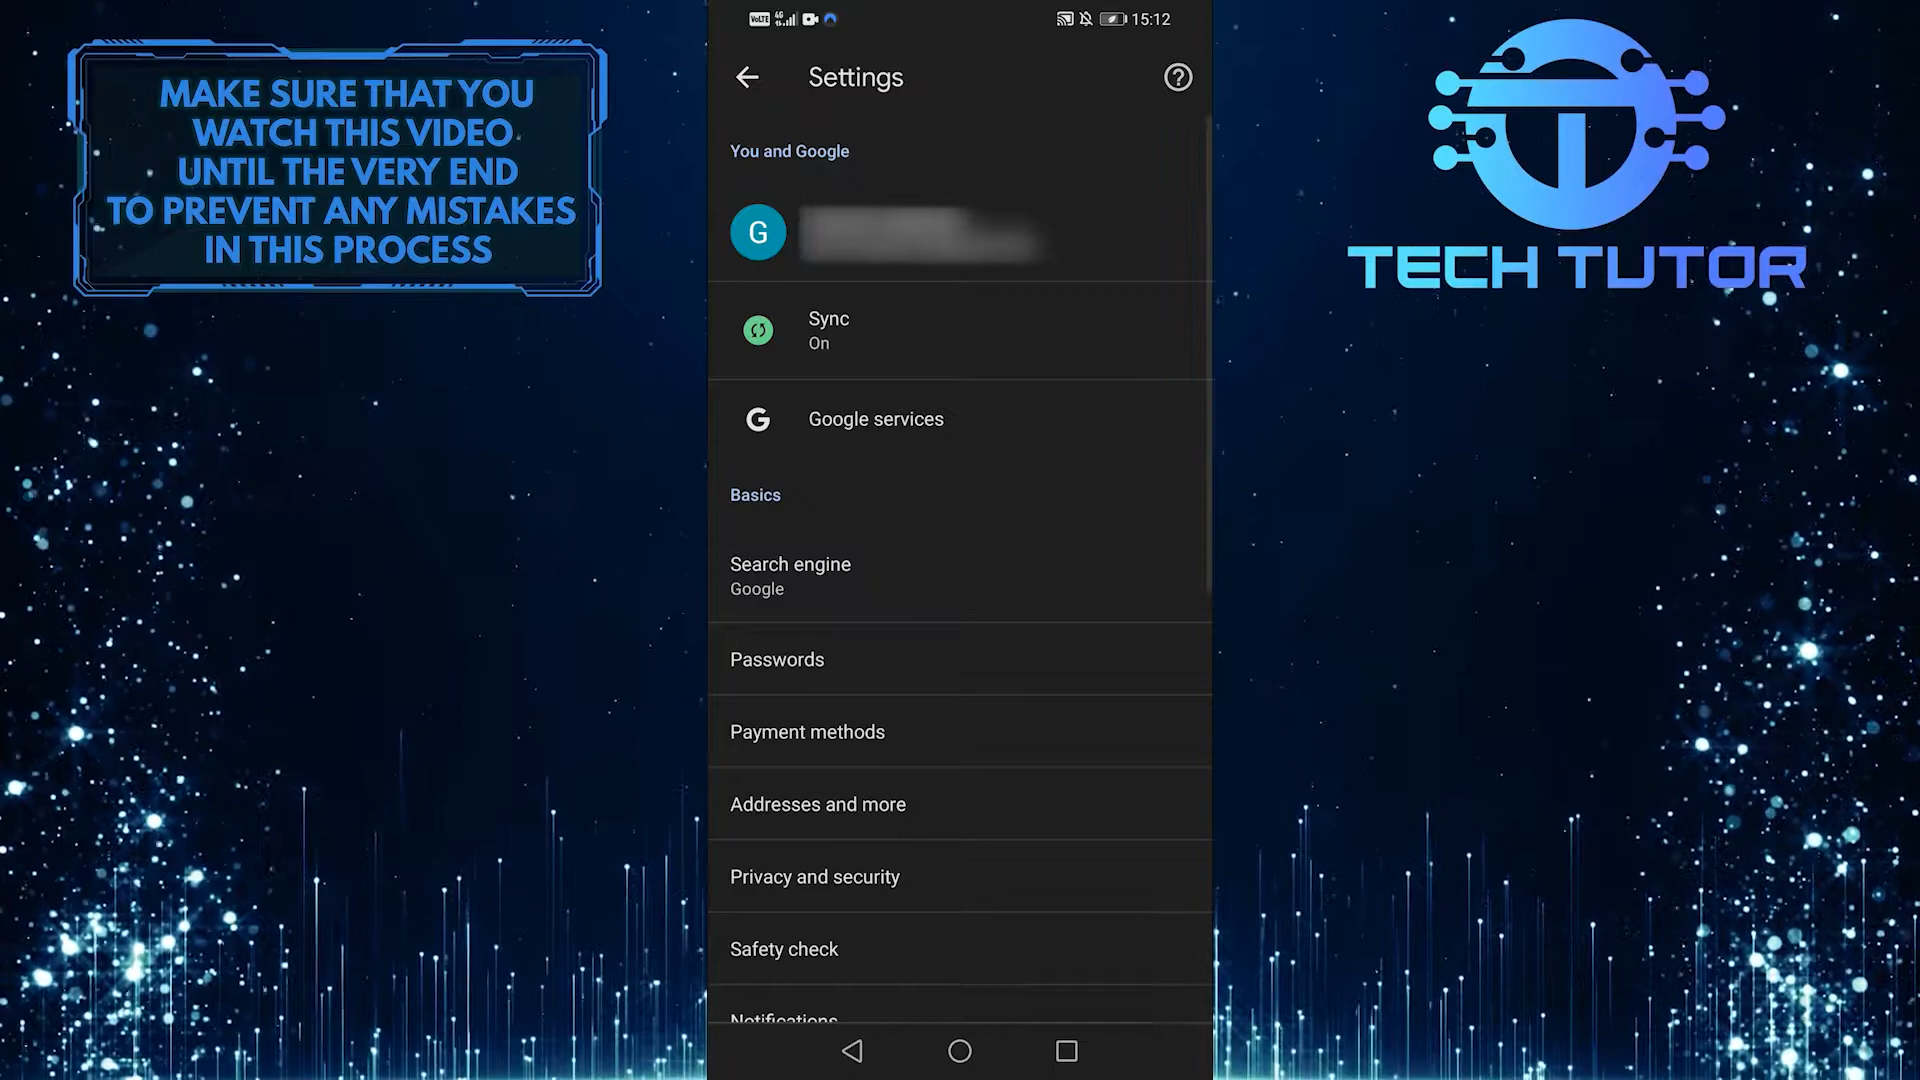 MAKE SURE THAT YOU
WATCH THIS VIDEO
UNTIL THE VERY END
TO PREVENT ANY MISTAKES
IN THIS PROCESS
VoLTE 4G 15:12
Settings
You and Google
G
Sync
On
Google services
Basics
Search engine
Google
Passwords
Payment methods
Addresses and more
Privacy and security
Safety check
Notifications
TECH TUTOR